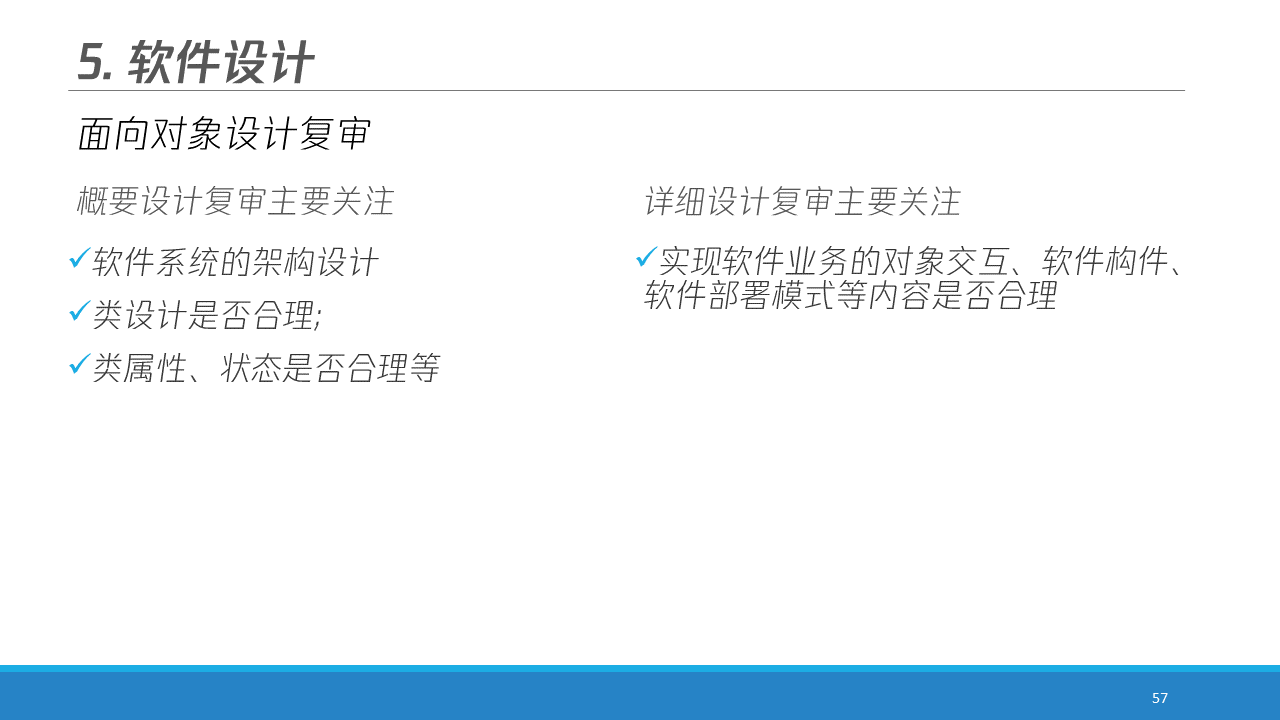 5. 软件设计
面向对象设计复审
概要设计复审主要关注
软件系统的架构设计
类设计是否合理;
类属性、状态是否合理等
详细设计复审主要关注
实现软件业务的对象交互、软件构件、
软件部署模式等内容是否合理
57